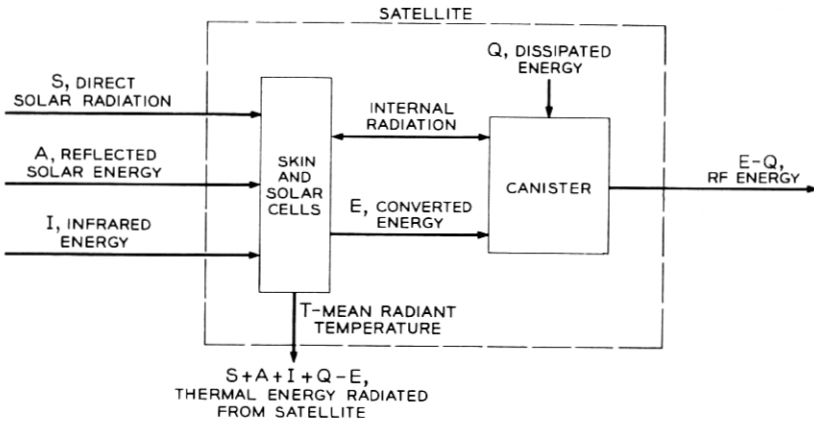 SATELLITE
Q, DISSIPATED
ENERGY
S, DIRECT
SOLAR RADIATION
INTERNAL
RADIATION
A, REFLECTED
SOLAR ENERGY
SKIN
AND
SOLAR
CELLS
CANISTER
E-Q,
RF ENERGY
E, CONVERTED
ENERGY
I, INFRARED
ENERGY
T-MEAN RADIANT
TEMPERATURE
S+A+I+Q-E,
THERMAL ENERGY RADIATED
FROM SATELLITE